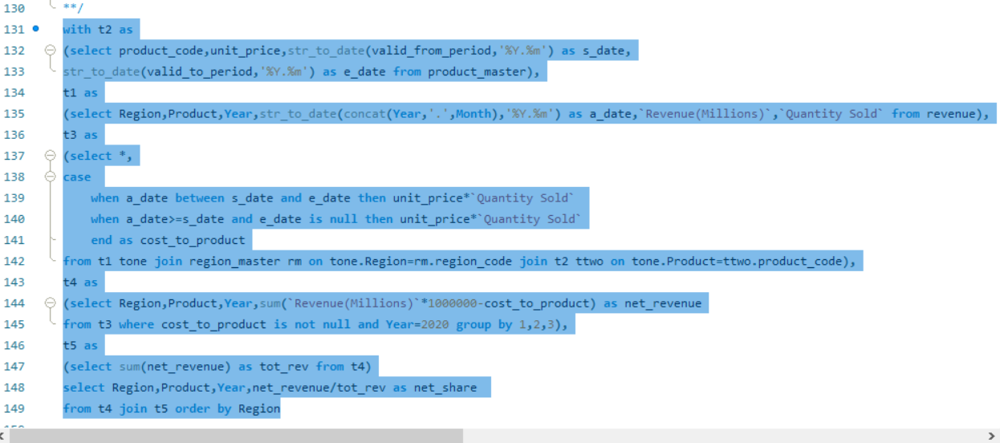 130 **/
131 with t2 as
132 (select product_code,unit_price,str_to_date(valid_from_period,'%Y.%m') as s_date,
133 str_to_date(valid_to_period,'%Y.%m') as e_date from product_master),
134 t1 as
135 (select Region,Product,Year,str_to_date(concat(Year,'.',Month),'%Y.%m') as a_date,`Revenue(Millions)`,`Quantity Sold` from revenue),
136 t3 as
137 (select *,
138 case
139 when a_date between s_date and e_date then unit_price*`Quantity Sold`
140 when a_date>=s_date and e_date is null then unit_price*`Quantity Sold`
141 end as cost_to_product
142 from t1 tone join region_master rm on tone.Region=rm.region_code join t2 ttwo on tone.Product=ttwo.product_code),
143 t4 as
144 (select Region,Product,Year,sum(`Revenue(Millions)`*1000000-cost_to_product) as net_revenue
145 from t3 where cost_to_product is not null and Year=2020 group by 1,2,3),
146 t5 as
147 (select sum(net_revenue) as tot_rev from t4)
148 select Region,Product,Year,net_revenue/tot_rev as net_share
149 from t4 join t5 order by Region